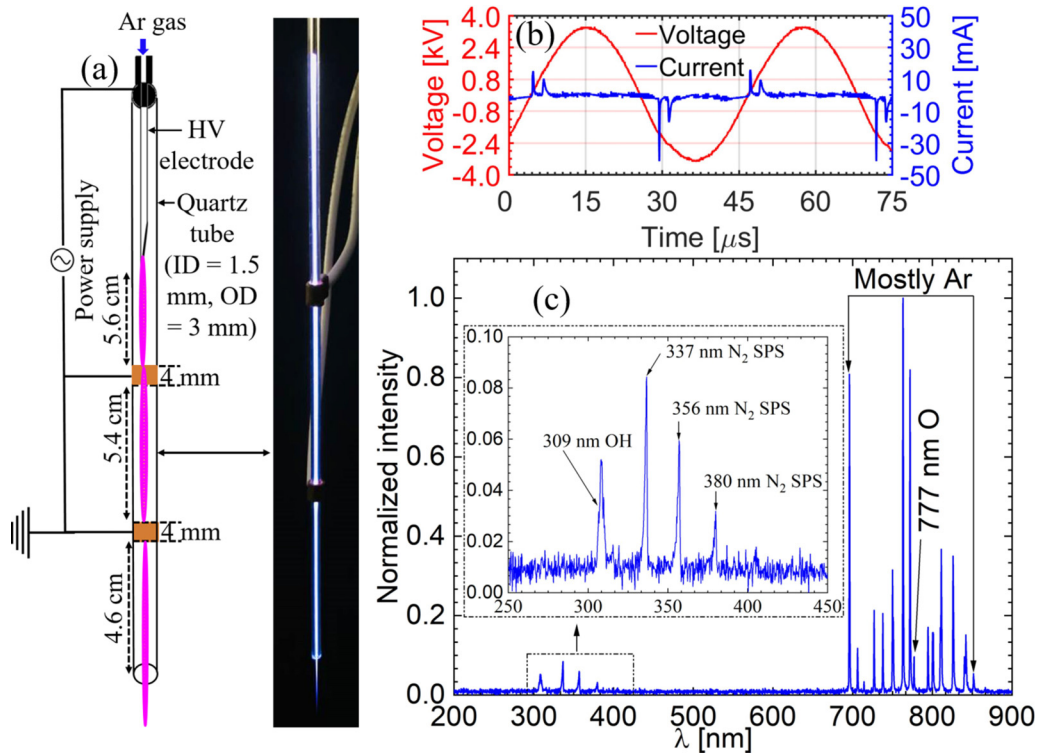 Ar gas
(a)
HV
electrode
Quartz
tube
(ID = 1.5
mm, OD
= 3 mm)
Power supply
5.6 cm
4 mm
5.4 cm
4 mm
4.6 cm
(b)
Voltage
Current
Voltage [kV]
4.0
2.4
0.8
-0.8
-2.4
-4.0
50
30
10
-10
-30
-50
Current [mA]
0 15 30 45 60 75
Time [μs]
(c)
Mostly Ar
777 nm O
Normalized intensity
1.0
0.8
0.6
0.4
0.2
0.0
200 300 400 500 600 700 800 900
λ [nm]
0.10
0.08
0.06
0.04
0.02
0.00
250 300 350 400 450
337 nm N₂ SPS
356 nm N₂ SPS
309 nm OH
380 nm N₂ SPS